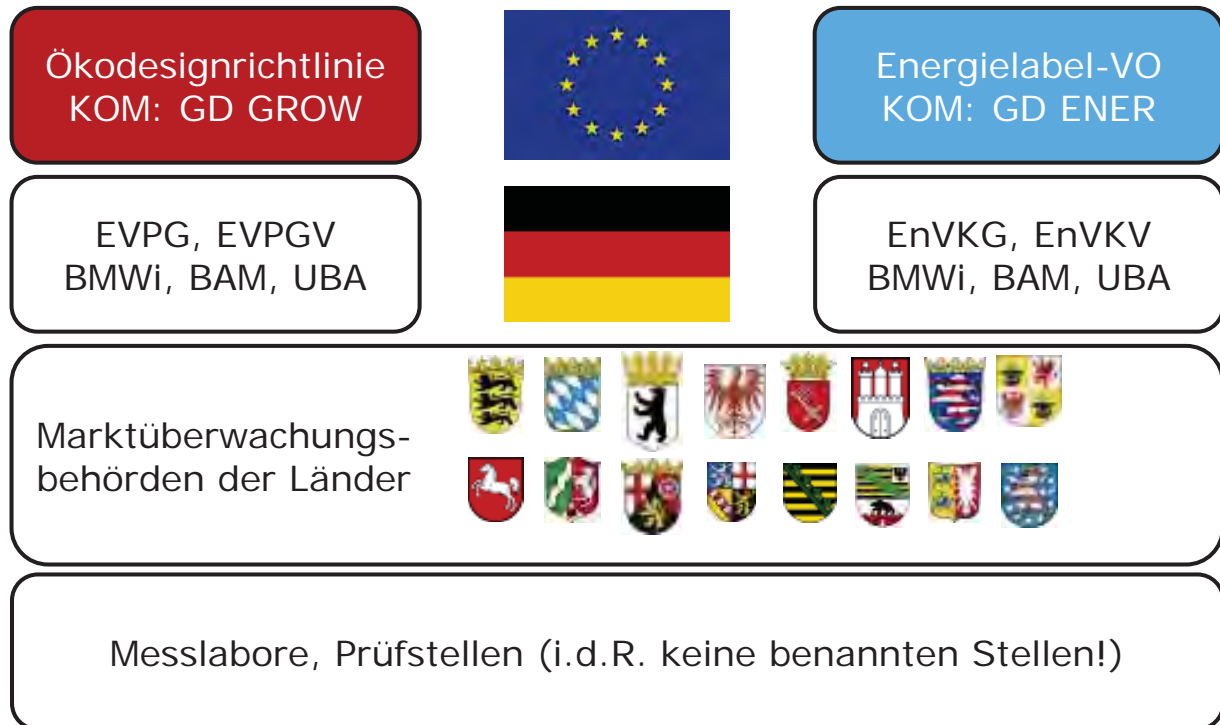 Ökodesignrichtlinie
KOM: GD GROW
Energielabel-VO
KOM: GD ENER
EVPG, EVPGV
BMWi, BAM, UBA
EnVKG, EnVKV
BMWi, BAM, UBA
Marktüberwachungs-
behörden der Länder
Messlabore, Prüfstellen (i.d.R. keine benannten Stellen!)